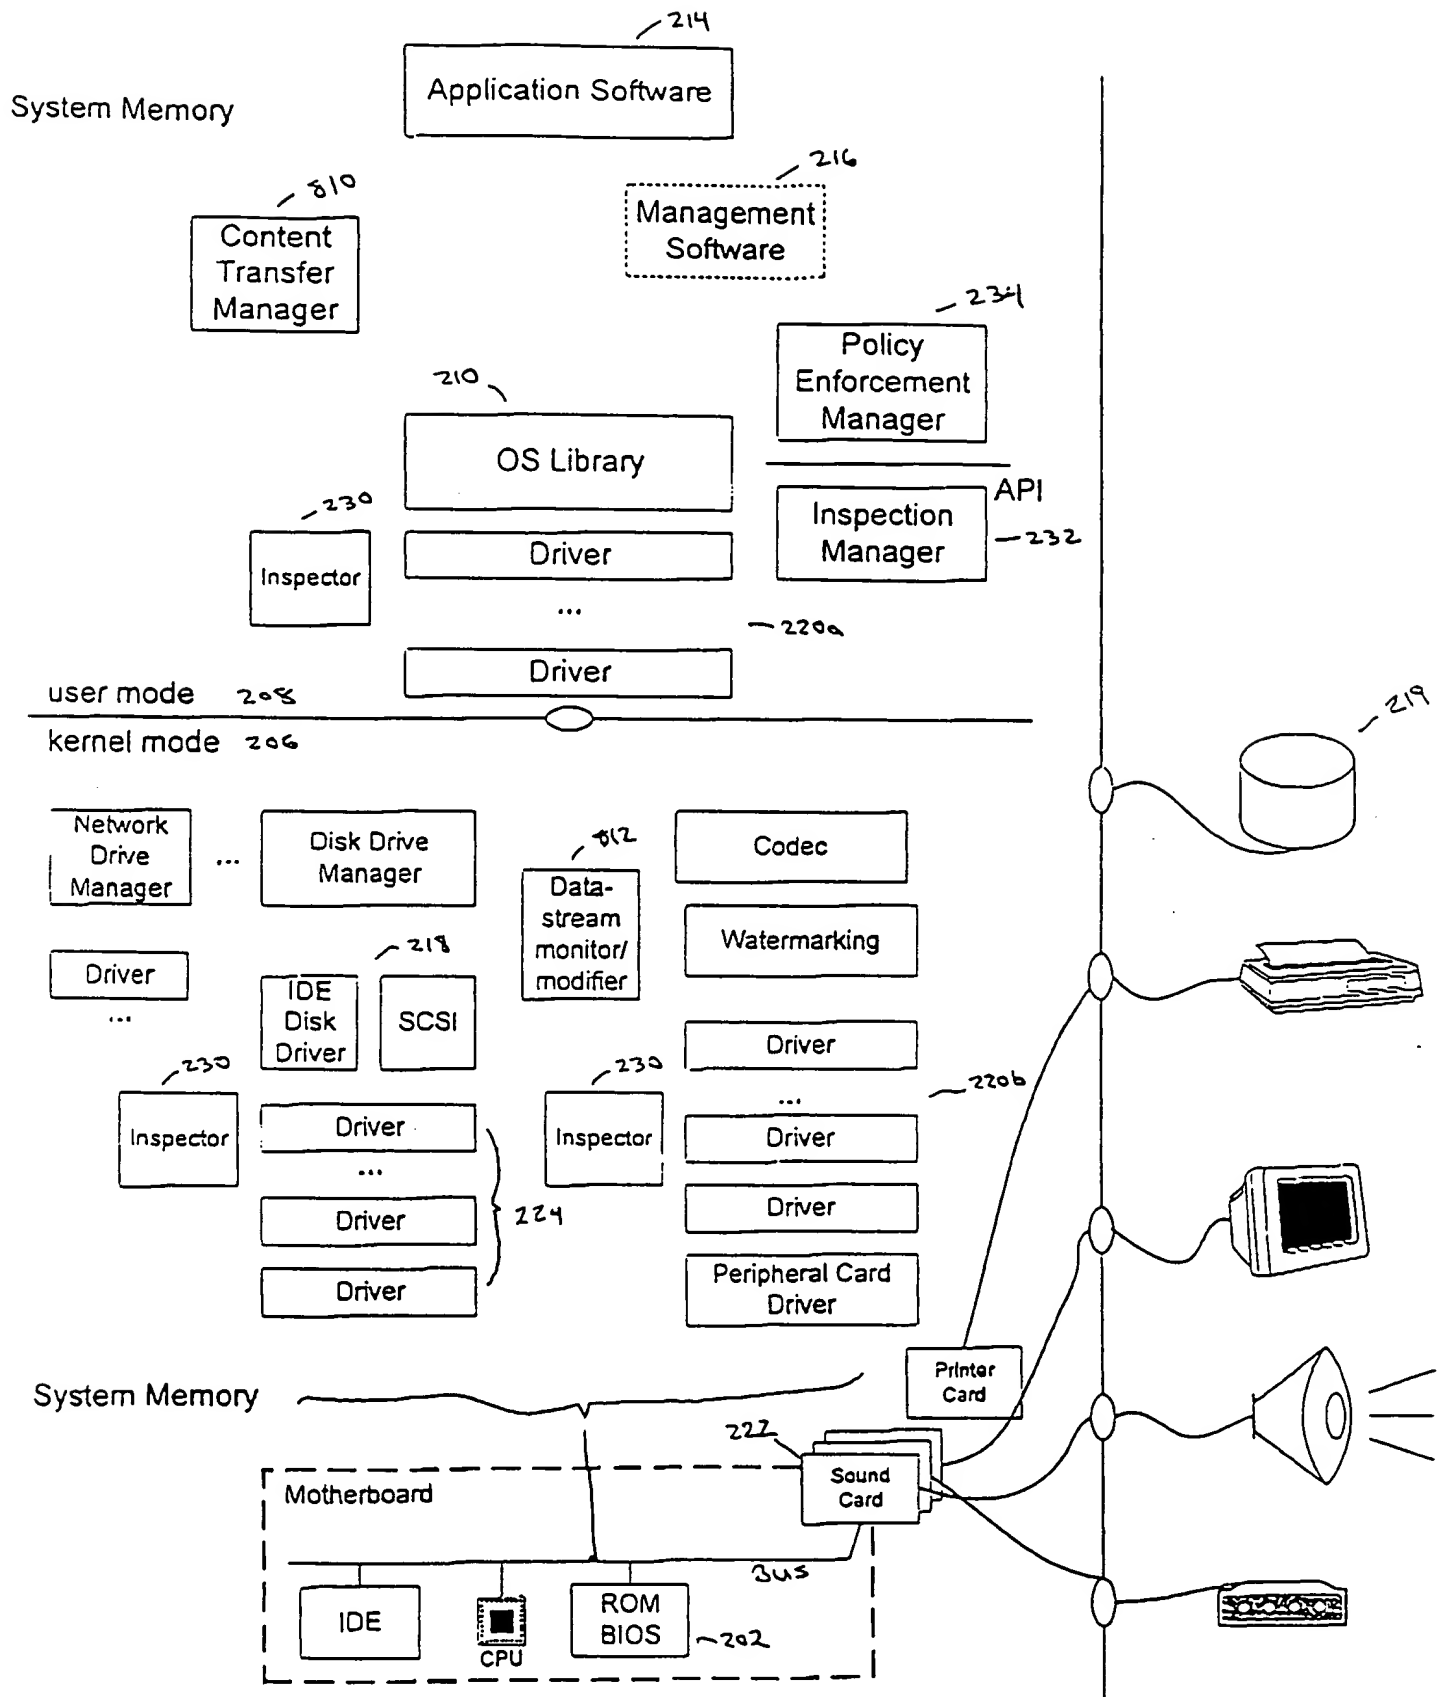 214
Application Software
System Memory
216
810
Management
Software
Content
Transfer
Manager
234
Policy
Enforcement
Manager
210
OS Library
API
230
Inspection
Manager
232
Inspector
Driver
...
220a
Driver
user mode 208
kernel mode 206
219
Network
Drive
Manager
...
Disk Drive
Manager
812
Data-
stream
monitor/
modifier
Codec
Watermarking
218
Driver
...
IDE
Disk
Driver
SCSI
Driver
230
230
220b
...
Inspector
Driver
Inspector
Driver
...
224
Driver
Driver
Driver
Peripheral Card
Driver
Printer
Card
System Memory
222
Sound
Card
Motherboard
Bus
IDE
CPU
ROM
BIOS
202